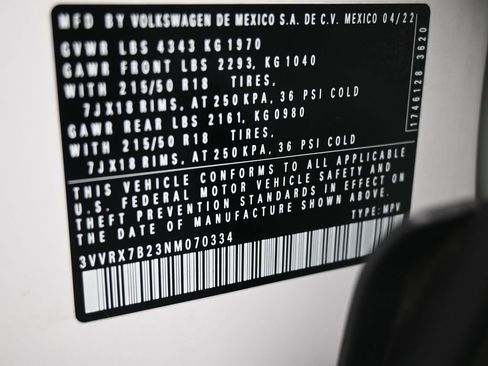 MFD BY VOLKSWAGEN DE MEXICO S.A. DE C.V. MEXICO 04/22
GVWR LBS 4343 KG 1970
GAWR FRONT LBS 2293, KG 1040
WITH 215/50 R18 TIRES,
7JX18 RIMS, AT 250 KPA, 36 PSI COLD
GAWR REAR LBS 2161, KG 0980
WITH 215/50 R18 TIRES,
7JX18 RIMS, AT 250 KPA, 36 PSI COLD
THIS VEHICLE CONFORMS TO ALL APPLICABLE
U.S. FEDERAL MOTOR VEHICLE SAFETY AND
THEFT PREVENTION STANDARDS IN EFFECT ON
THE DATE OF MANUFACTURE SHOWN ABOVE.
3VVRX7B23NM070334 TYPE: MPV
1746128 3620